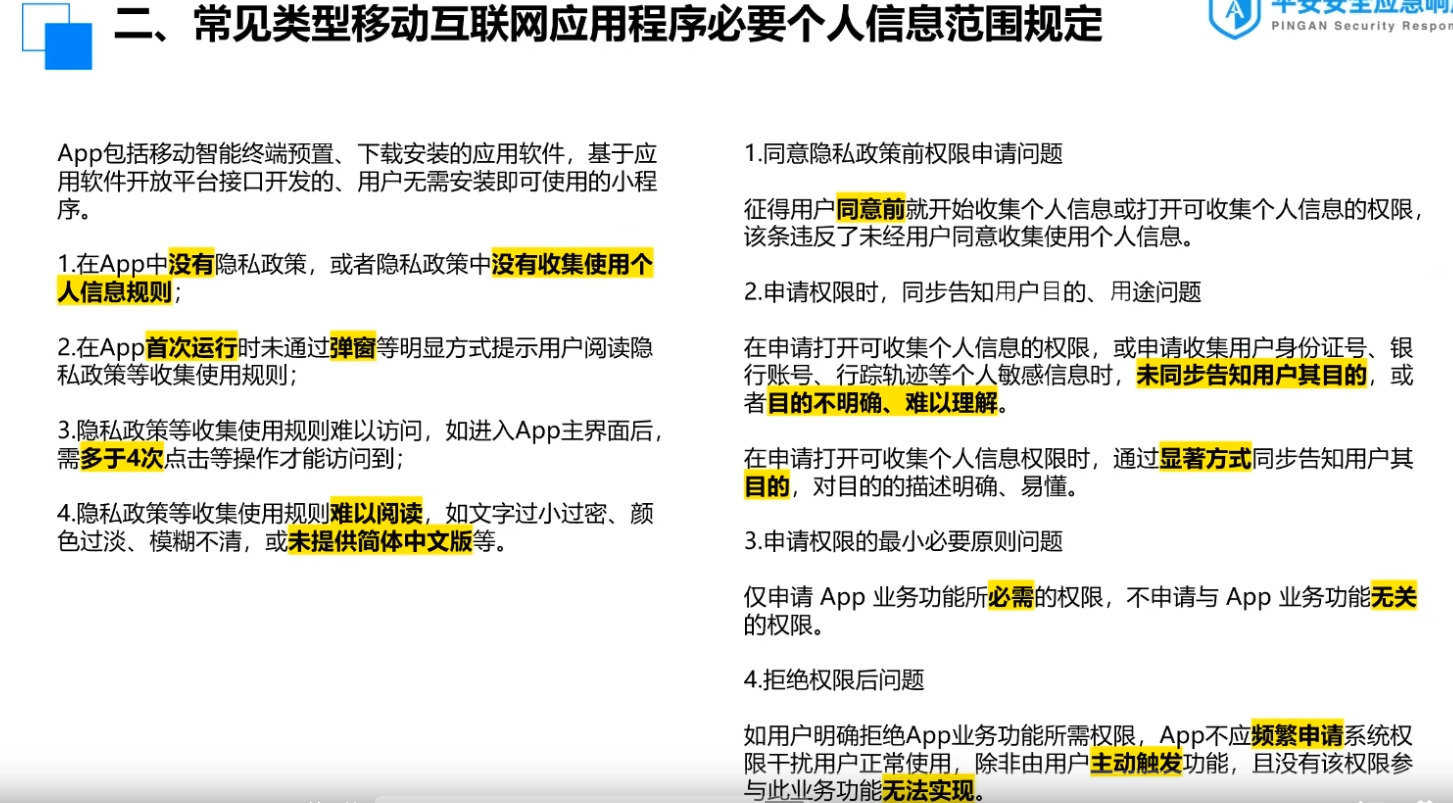 二、常见类型移动互联网应用程序必要个人信息范围规定
平安安全应急响
PINGAN Security Respon
App包括移动智能终端预置、下载安装的应用软件，基于应
用软件开放平台接口开发的、用户无需安装即可使用的小程
序。
1.在App中没有隐私政策，或者隐私政策中没有收集使用个
人信息规则；
2.在App首次运行时未通过弹窗等明显方式提示用户阅读隐
私政策等收集使用规则；
3.隐私政策等收集使用规则难以访问，如进入App主界面后，
需多于4次点击等操作才能访问到；
4.隐私政策等收集使用规则难以阅读，如文字过小过密、颜
色过淡、模糊不清，或未提供简体中文版等。
1.同意隐私政策前权限申请问题
征得用户同意前就开始收集个人信息或打开可收集个人信息的权限，
该条违反了未经用户同意收集使用个人信息。
2.申请权限时，同步告知用户目的、用途问题
在申请打开可收集个人信息的权限，或申请收集用户身份证号、银
行账号、行踪轨迹等个人敏感信息时，未同步告知用户其目的，或
者目的不明确、难以理解。
在申请打开可收集个人信息权限时，通过显著方式同步告知用户其
目的，对目的的描述明确、易懂。
3.申请权限的最小必要原则问题
仅申请 App 业务功能所必需的权限，不申请与 App 业务功能无关
的权限。
4.拒绝权限后问题
如用户明确拒绝App业务功能所需权限，App不应频繁申请系统权
限干扰用户正常使用，除非由用户主动触发功能，且没有该权限参
与此业务功能无法实现。